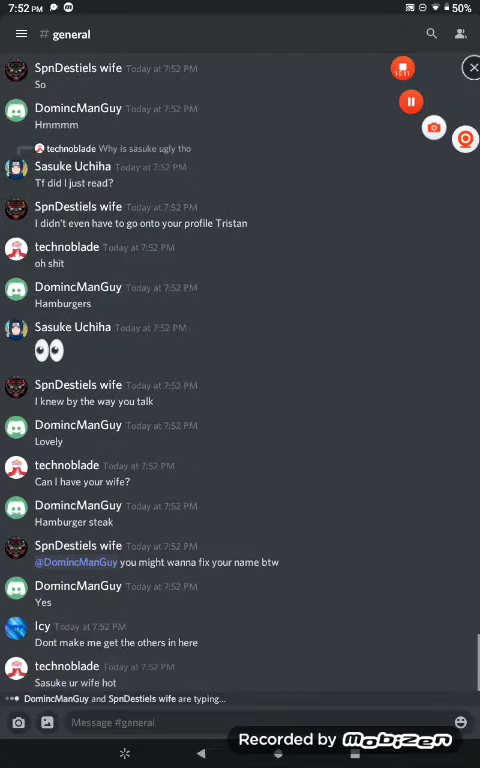 7:52 PM 50%
# general
SpnDestiels wife Today at 7:52 PM
So
DomincManGuy Today at 7:52 PM
Hmmmm
technoblade Why is sasuke ugly tho
Sasuke Uchiha Today at 7:52 PM
Tf did I just read?
SpnDestiels wife Today at 7:52 PM
I didn't even have to go onto your profile Tristan
technoblade Today at 7:52 PM
oh shit
DomincManGuy Today at 7:52 PM
Hamburgers
Sasuke Uchiha Today at 7:52 PM
SpnDestiels wife Today at 7:52 PM
I knew by the way you talk
DomincManGuy Today at 7:52 PM
Lovely
technoblade Today at 7:52 PM
Can I have your wife?
DomincManGuy Today at 7:52 PM
Hamburger steak
SpnDestiels wife Today at 7:52 PM
@DomincManGuy you might wanna fix your name btw
DomincManGuy Today at 7:52 PM
Yes
Icy Today at 7:52 PM
Dont make me get the others in here
technoblade Today at 7:52 PM
Sasuke ur wife hot
DomincManGuy and SpnDestiels wife are typing...
Message #general
Recorded by Mobizen